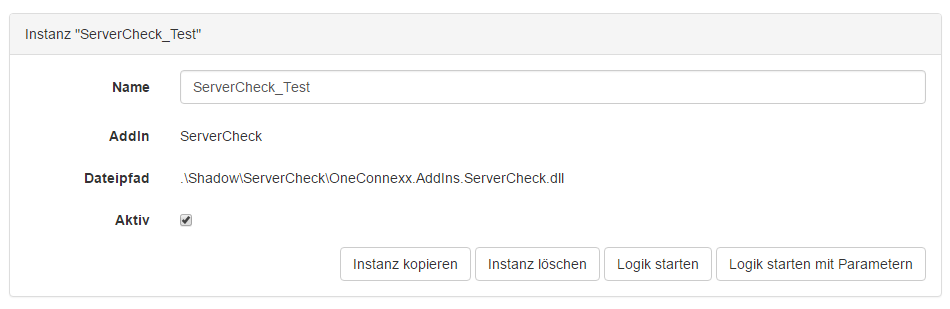 Instanz "ServerCheck_Test"
Name ServerCheck_Test
AddIn ServerCheck
Dateipfad .\Shadow\ServerCheck\OneConnexx.AddIns.ServerCheck.dll
Aktiv
Instanz kopieren Instanz löschen Logik starten Logik starten mit Parametern